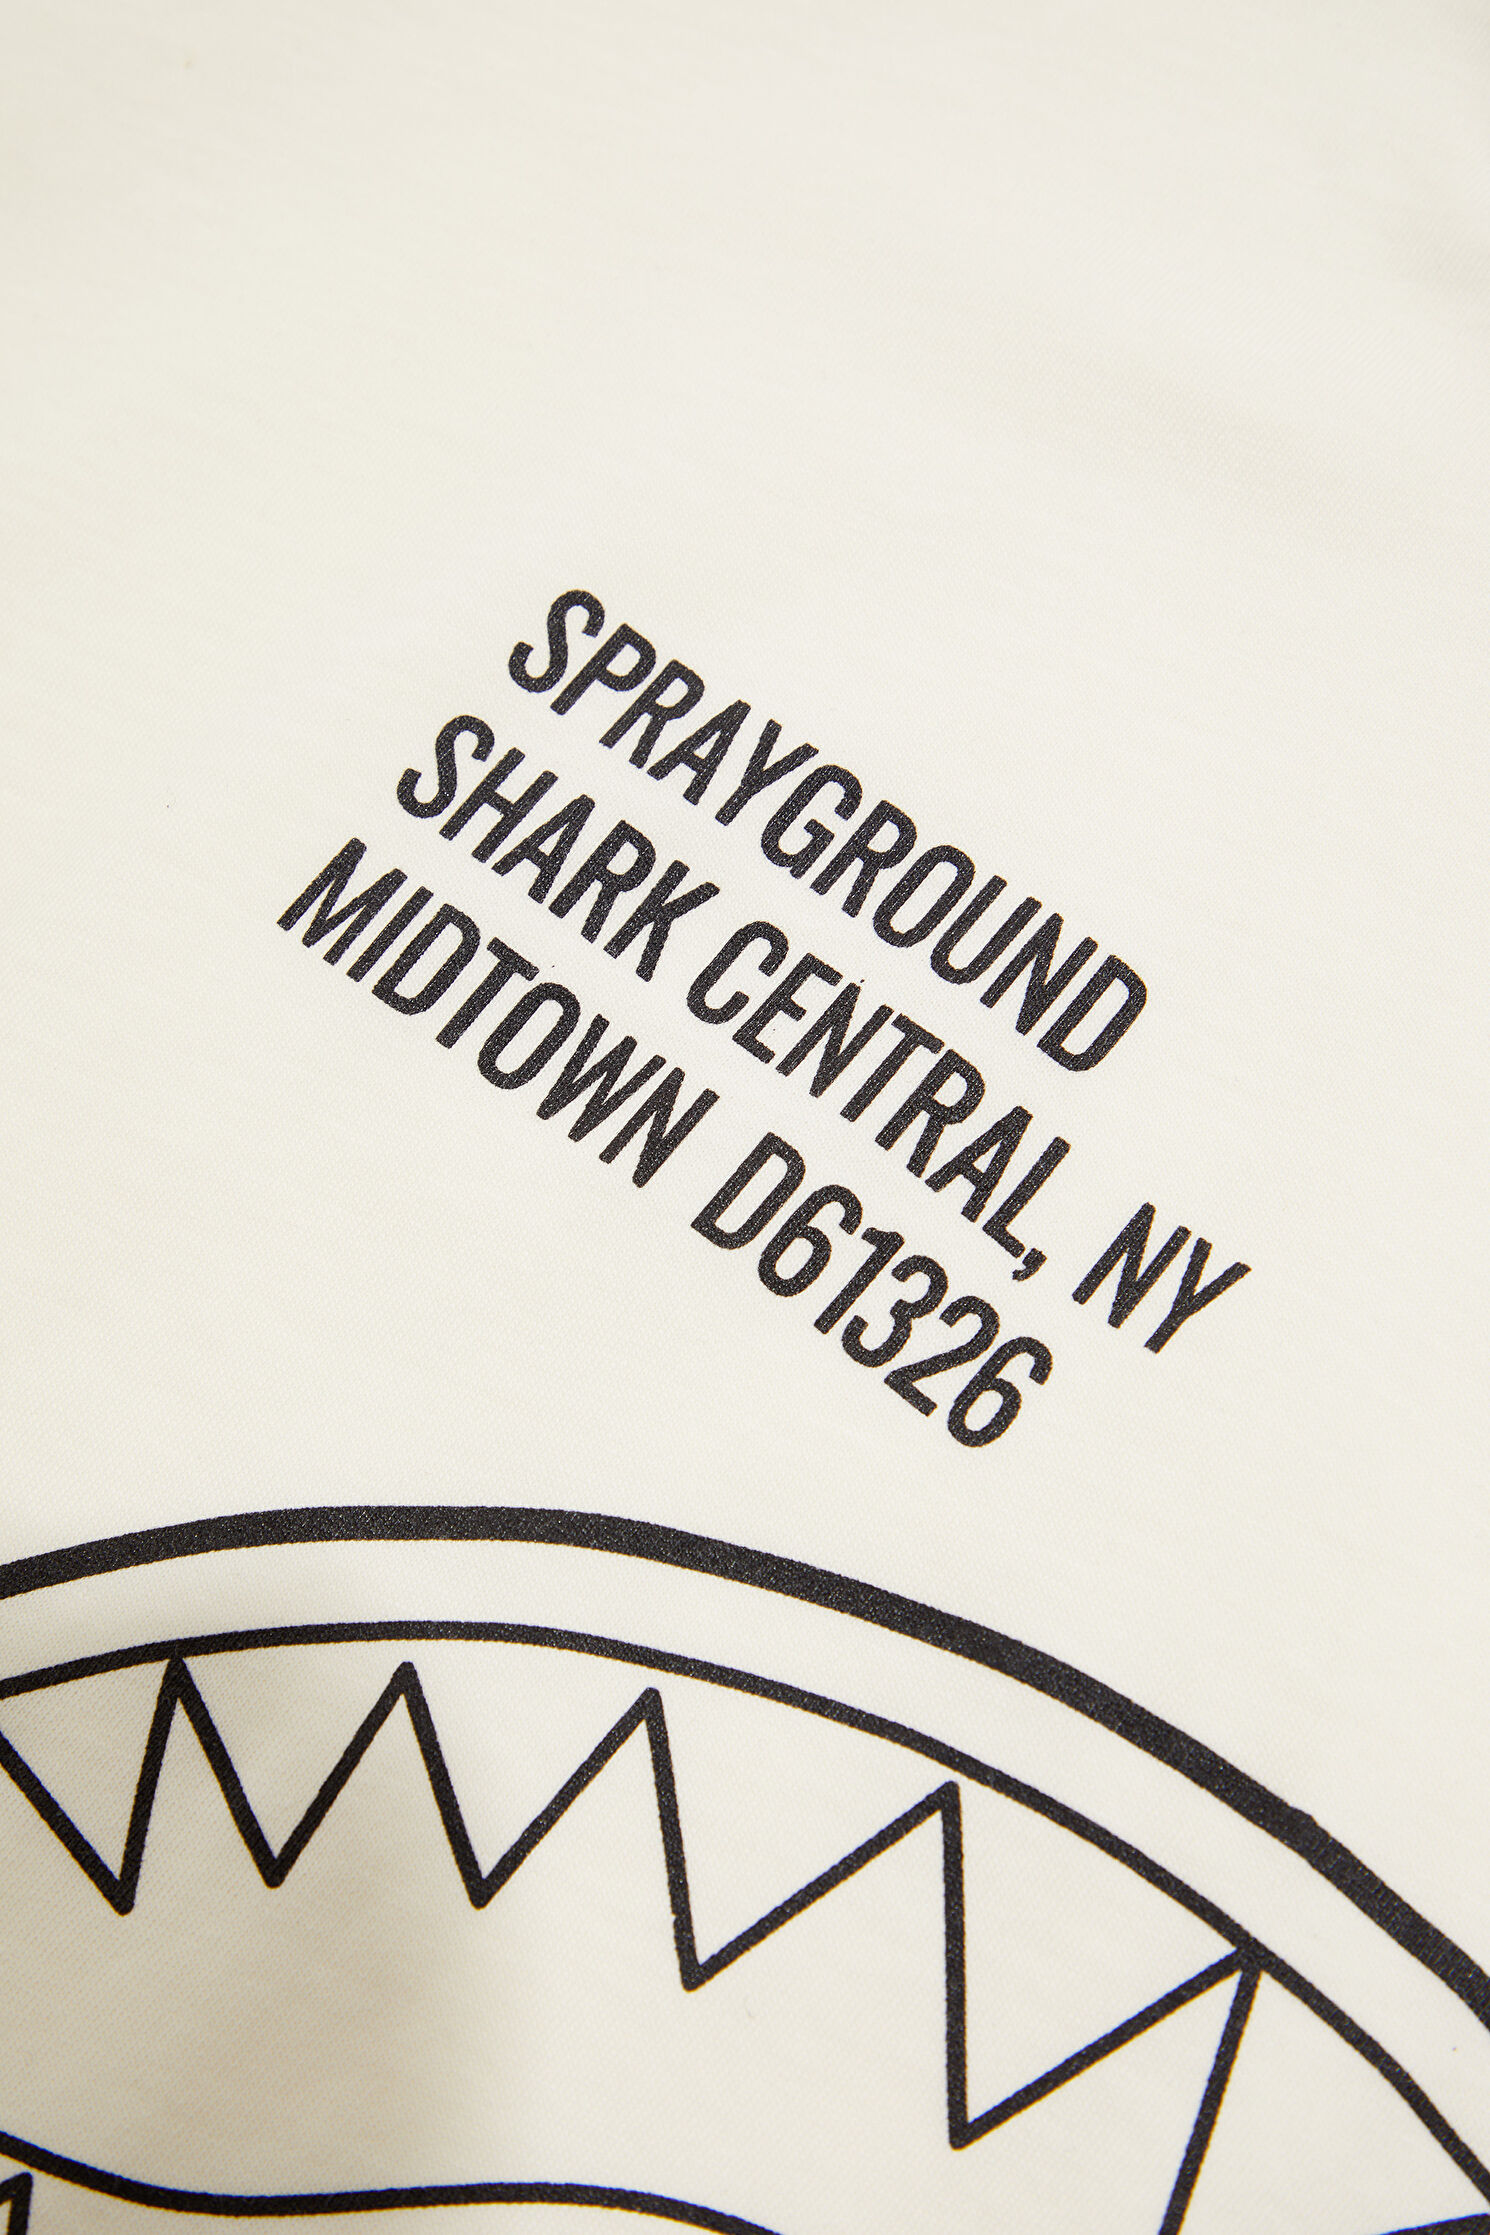 SPRAYGROUND
SHARK CENTRAL, NY
MIDTOWN D61326